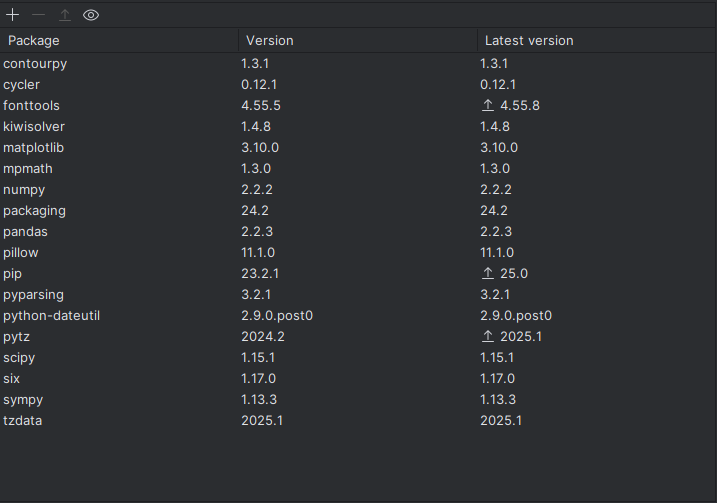 Package Version Latest version
contourpy 1.3.1 1.3.1
cycler 0.12.1 0.12.1
fonttools 4.55.5 4.55.8
kiwisolver 1.4.8 1.4.8
matplotlib 3.10.0 3.10.0
mpmath 1.3.0 1.3.0
numpy 2.2.2 2.2.2
packaging 24.2 24.2
pandas 2.2.3 2.2.3
pillow 11.1.0 11.1.0
pip 23.2.1 25.0
pyparsing 3.2.1 3.2.1
python-dateutil 2.9.0.post0 2.9.0.post0
pytz 2024.2 2025.1
scipy 1.15.1 1.15.1
six 1.17.0 1.17.0
sympy 1.13.3 1.13.3
tzdata 2025.1 2025.1